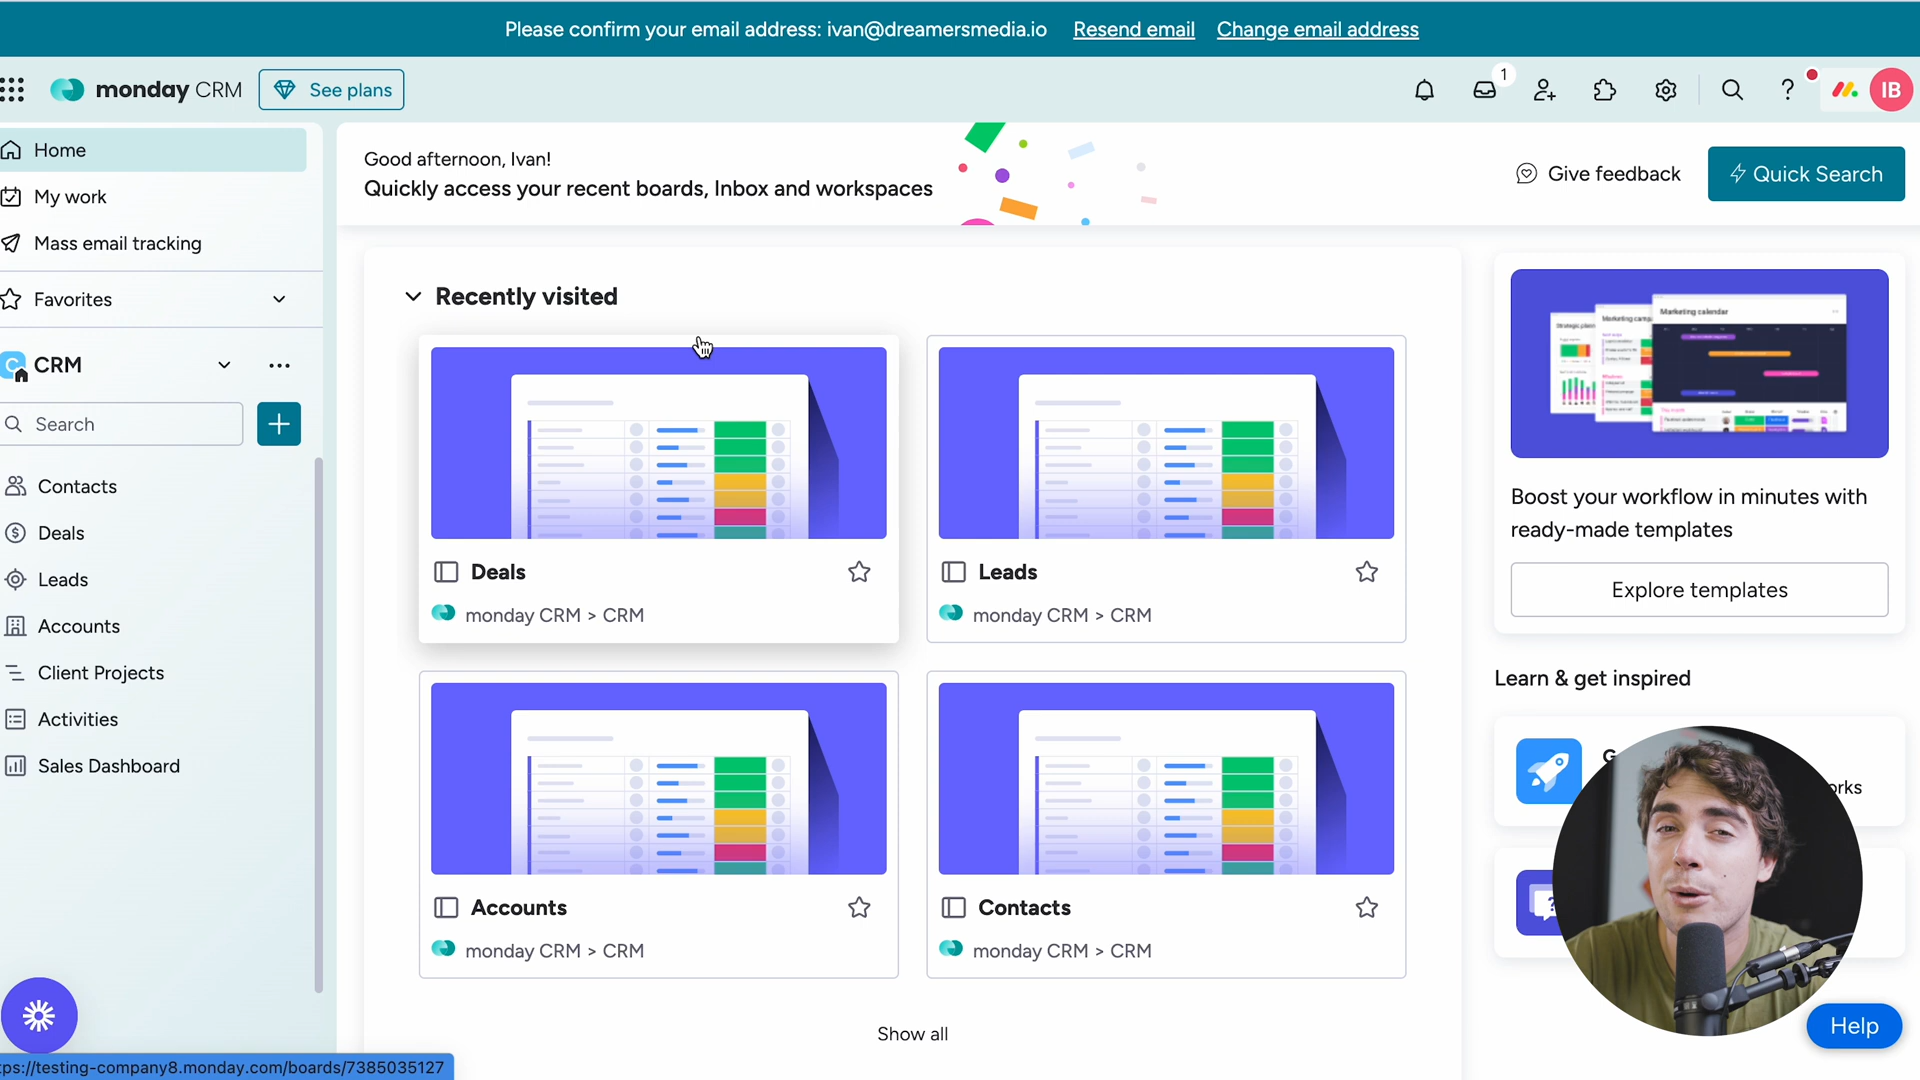 Please confirm your email address: ivan@dreamersmedia.io Resend email Change email address
monday CRM See plans
1
IB
Home
My work
Mass email tracking
Favorites
CRM
Search
Contacts
Deals
Leads
Accounts
Client Projects
Activities
Sales Dashboard
Good afternoon, Ivan!
Quickly access your recent boards, Inbox and workspaces
Give feedback
Quick Search
Recently visited
Deals
monday CRM > CRM
Leads
monday CRM > CRM
Accounts
monday CRM > CRM
Contacts
monday CRM > CRM
Show all
Marketing calendar
Boost your workflow in minutes with
ready-made templates
Explore templates
Learn & get inspired
Help
tps://testing-company8.monday.com/boards/7385035127